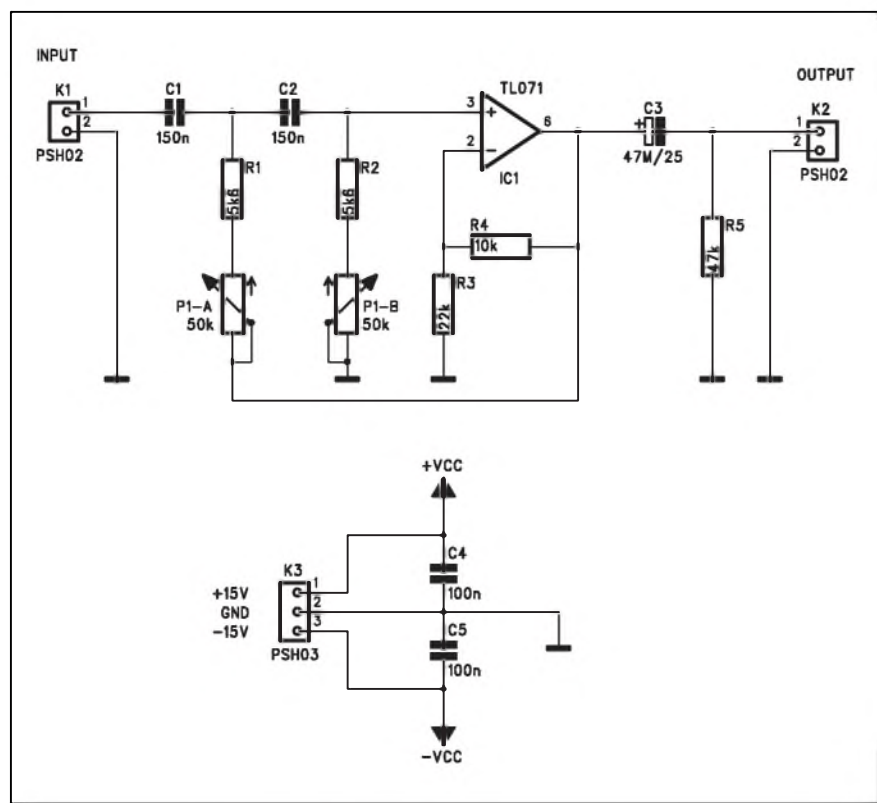 INPUT
K1
1
2
PSH02
C1
150n
C2
150n
R1
5k6
R2
5k6
P1-A
50k
P1-B
50k
TL071
3
+
2
−
6
IC1
R4
10k
R3
22k
C3
+
47M/25
R5
47k
OUTPUT
K2
1
2
PSH02
+VCC
K3
+15V
1
GND
2
-15V
3
PSH03
C4
100n
C5
100n
-VCC